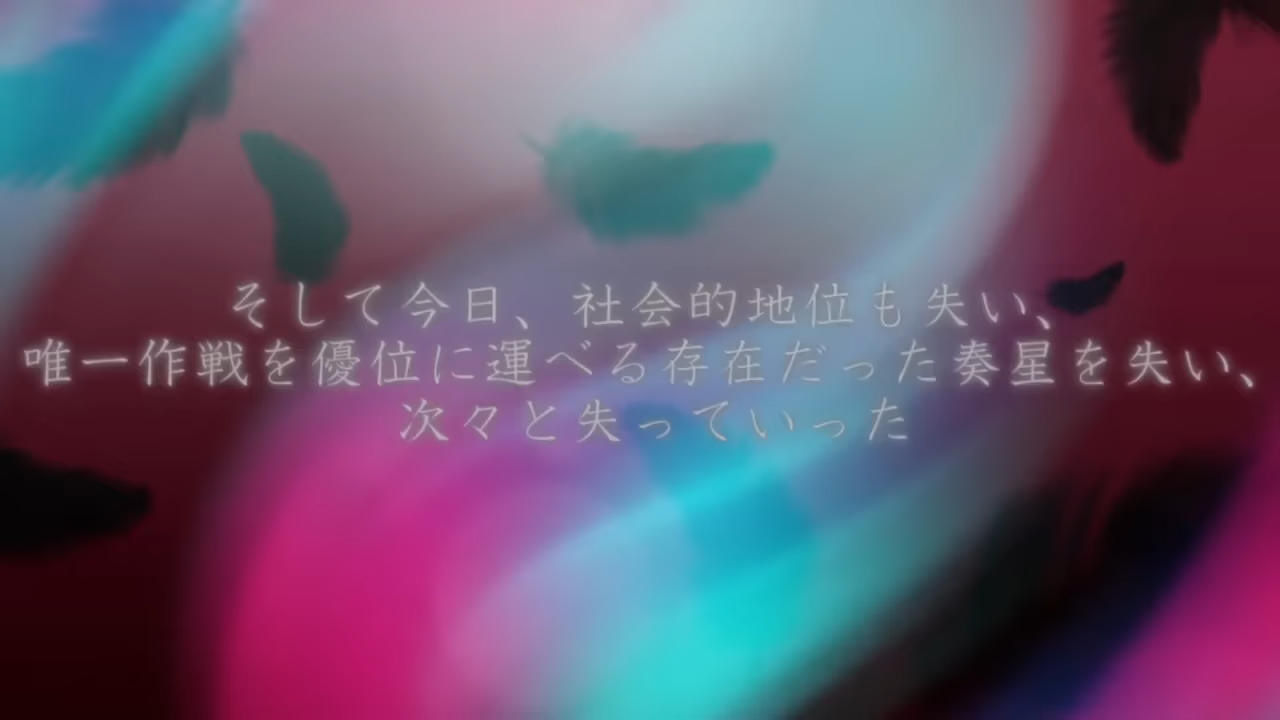 そして今日、社会的地位も失い、
唯一作戦を優位に運べる存在だった奏星を失い、
次々と失っていった